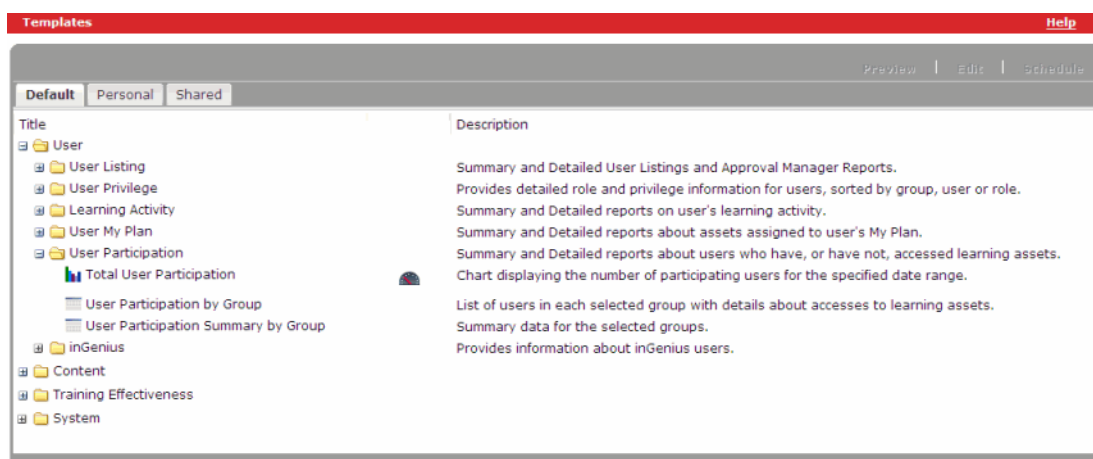 Templates Help
Preview | Edit | Schedule
Default Personal Shared
Title Description
User
User Listing Summary and Detailed User Listings and Approval Manager Reports.
User Privilege Provides detailed role and privilege information for users, sorted by group, user or role.
Learning Activity Summary and Detailed reports on user's learning activity.
User My Plan Summary and Detailed reports about assets assigned to user's My Plan.
User Participation Summary and Detailed reports about users who have, or have not, accessed learning assets.
Total User Participation Chart displaying the number of participating users for the specified date range.
User Participation by Group List of users in each selected group with details about accesses to learning assets.
User Participation Summary by Group Summary data for the selected groups.
inGenius Provides information about inGenius users.
Content
Training Effectiveness
System